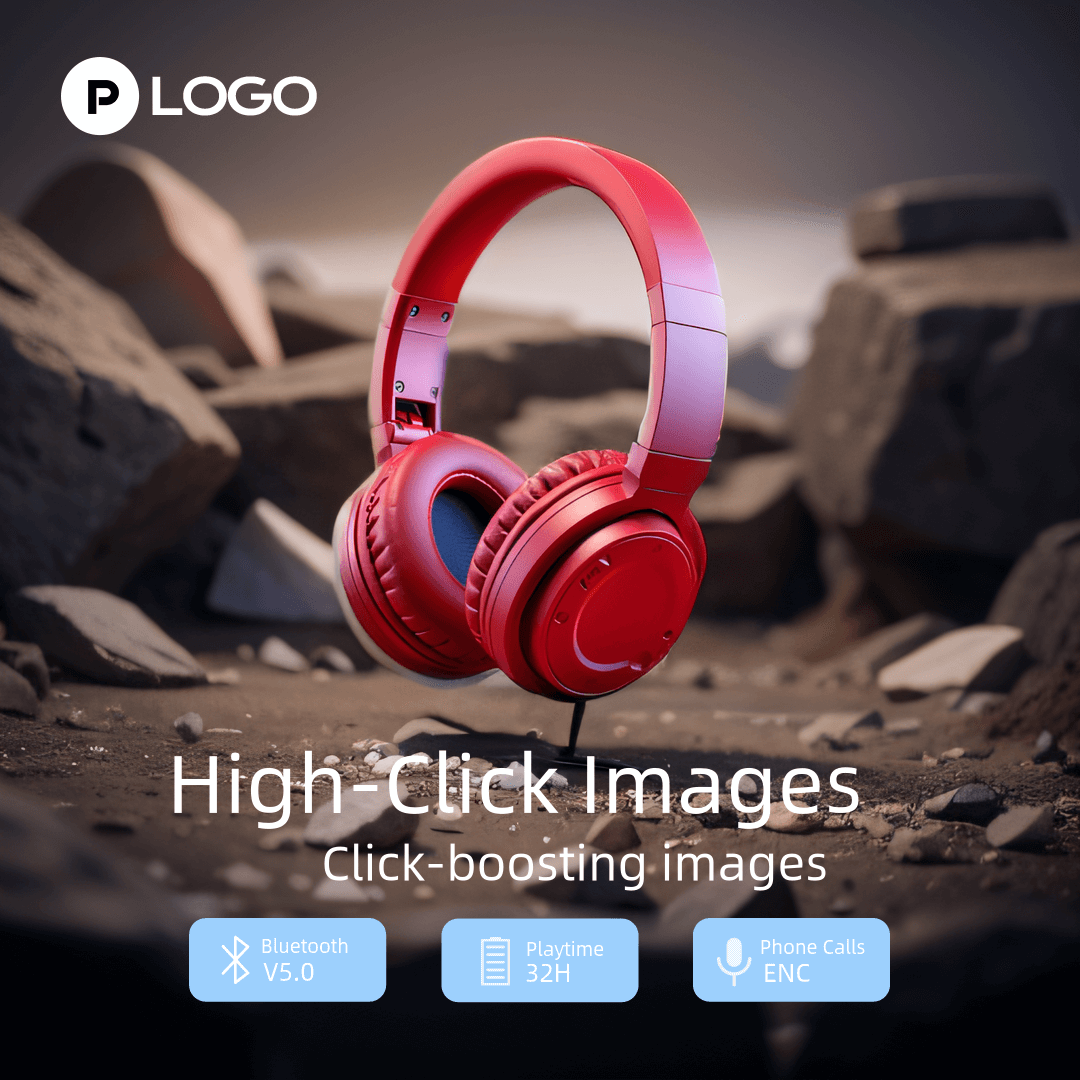 P LOGO
High-Click Images
Click-boosting images
Bluetooth
V5.0
Playtime
32H
Phone Calls
ENC